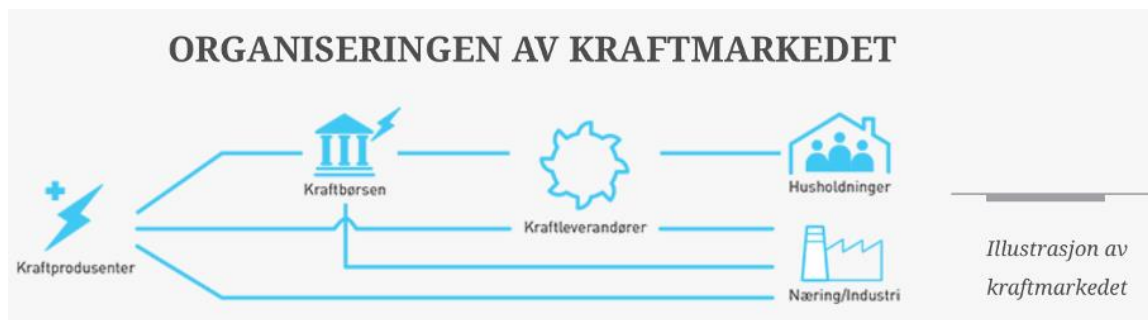 ORGANISERINGEN AV KRAFTMARKEDET
Kraftbørsen
Husholdninger
Kraftleverandører
Kraftprodusenter
Næring/Industri
Illustrasjon av
kraftmarkedet